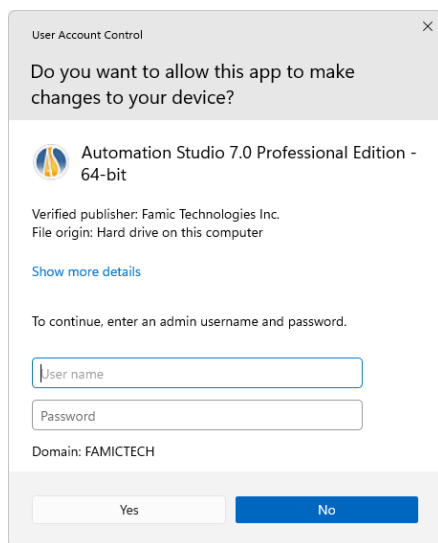 User Account Control
Do you want to allow this app to make
changes to your device?
Automation Studio 7.0 Professional Edition -
64-bit
Verified publisher: Famic Technologies Inc.
File origin: Hard drive on this computer
Show more details
To continue, enter an admin username and password.
User name
Password
Domain: FAMICTECH
Yes
No